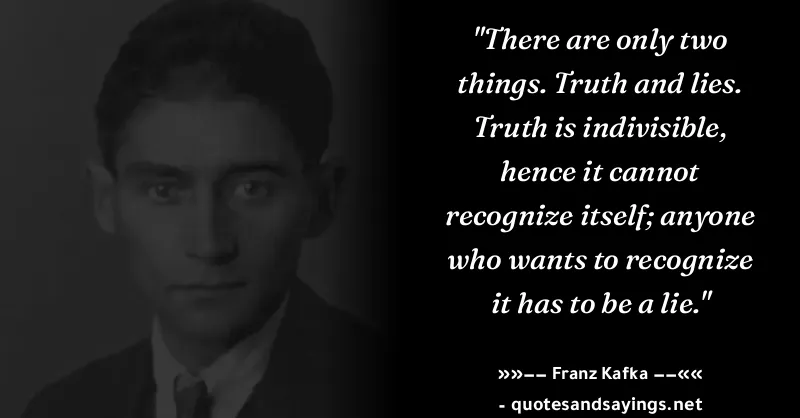 "There are only two
things. Truth and lies.
Truth is indivisible,
hence it cannot
recognize itself; anyone
who wants to recognize
it has to be a lie."
»»–– Franz Kafka ––««
- quotesandsayings.net